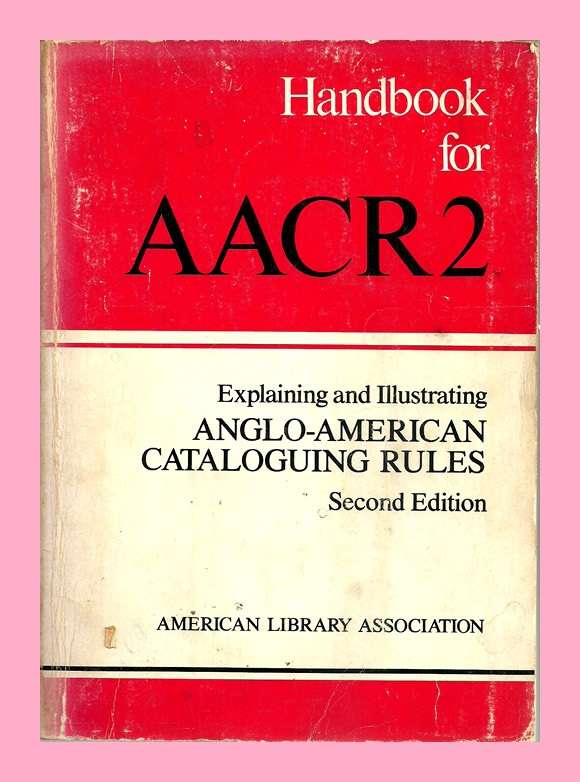 Handbook
for
AACR2
Explaining and Illustrating
ANGLO-AMERICAN
CATALOGUING RULES
Second Edition
AMERICAN LIBRARY ASSOCIATION